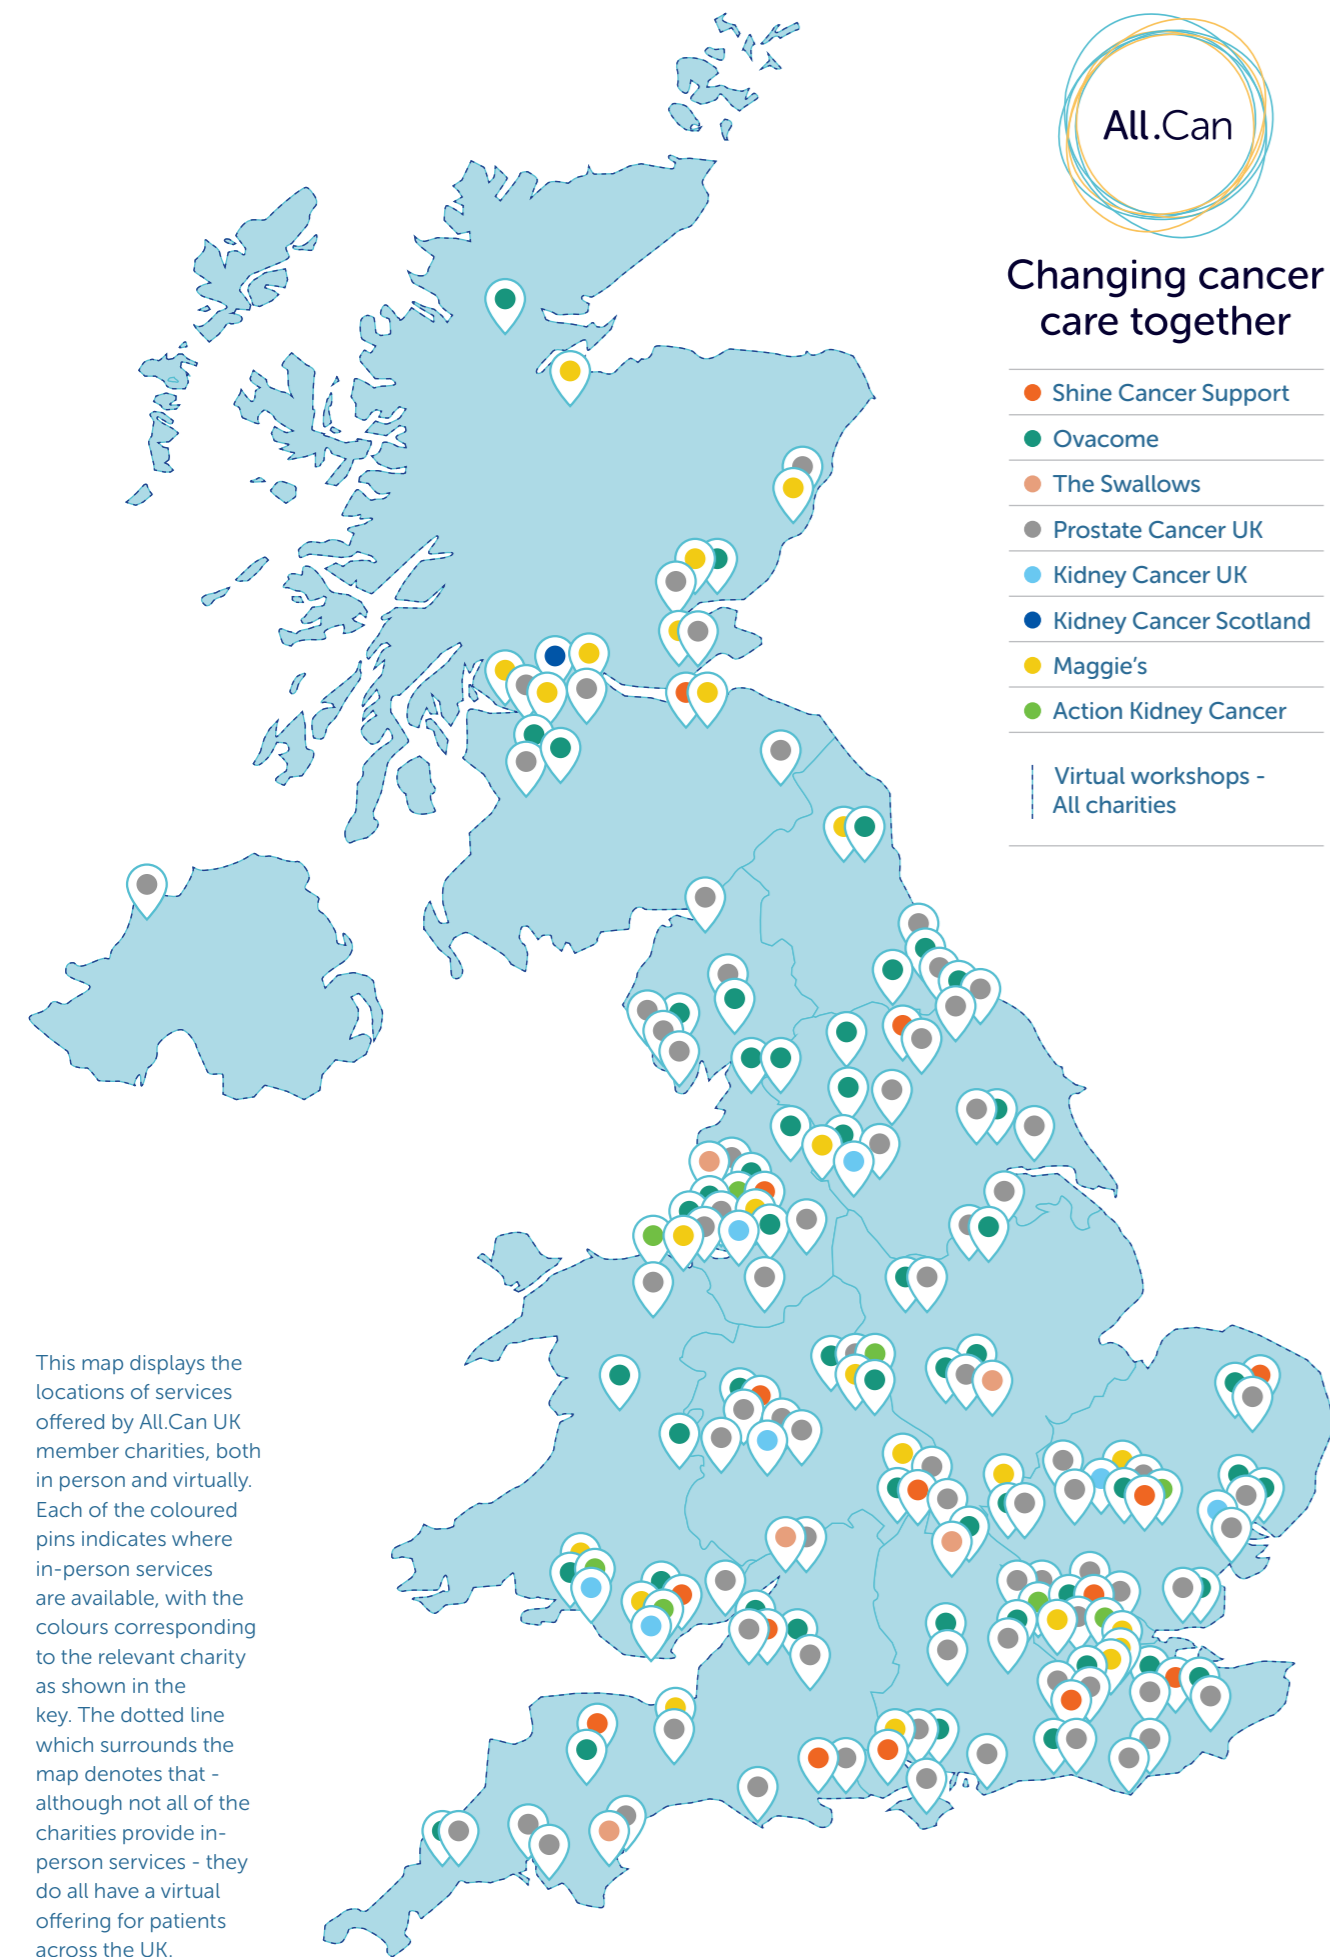 All.Can
Changing cancer
care together
Shine Cancer Support
Ovacome
The Swallows
Prostate Cancer UK
Kidney Cancer UK
Kidney Cancer Scotland
Maggie's
Action Kidney Cancer
Virtual workshops -
All charities
This map displays the
locations of services
offered by All.Can UK
member charities, both
in person and virtually.
Each of the coloured
pins indicates where
in-person services
are available, with the
colours corresponding
to the relevant charity
as shown in the
key. The dotted line
which surrounds the
map denotes that -
although not all of the
charities provide in-
person services - they
do all have a virtual
offering for patients
across the UK.